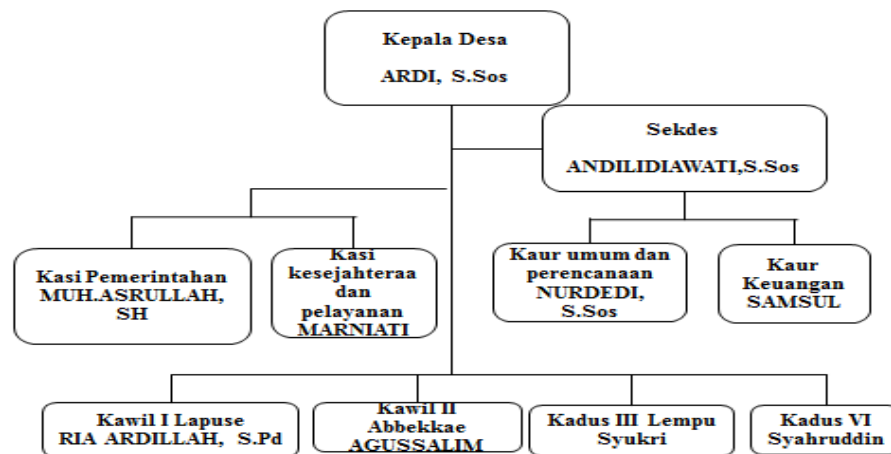 Kepala Desa
ARDI, S.Sos
Sekdes
ANDILIDIAWATI,S.Sos
Kasi Pemerintahan
MUH.ASRULLAH,
SH
Kasi
kesejahteraa
dan
pelayanan
MARNIATI
Kaur umum dan
perencanaan
NURDEDI,
S.Sos
Kaur
Keuangan
SAMSUL
Kawil I Lapuse
RIA ARDILLAH, S.Pd
Kawil II
Abbekkae
AGUSSALIM
Kadus III Lempu
Syukri
Kadus VI
Syahruddin